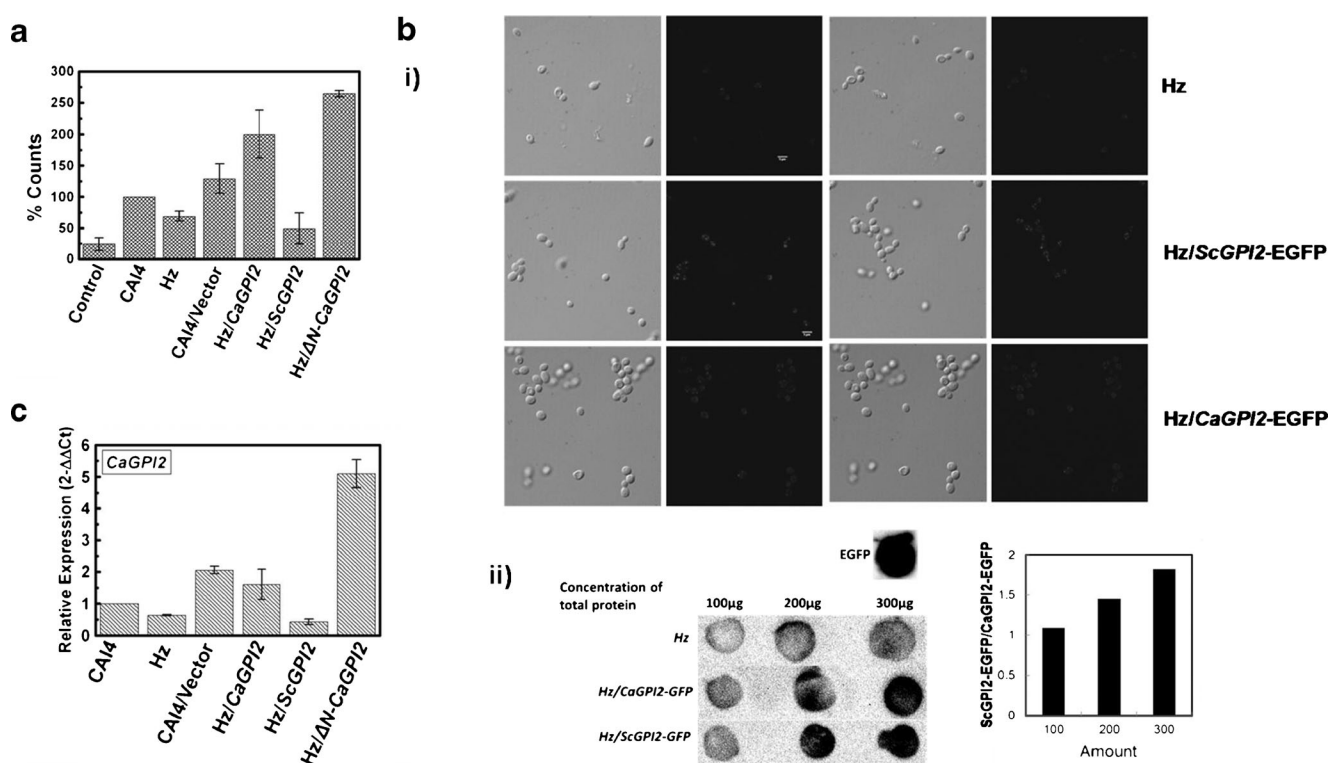 a
300
250
200
150
100
50
0
% Counts
Control
CAI4
Hz
CAI4/Vector
Hz/CaGPI2
Hz/ScGPI2
Hz/ΔN-CaGPI2
b
i)
Hz
Hz/ScGPI2-EGFP
Hz/CaGPI2-EGFP
c
CaGPI2
6
5
4
3
2
1
0
Relative Expression (2-ΔΔCt)
CAI4
Hz
CAI4/Vector
Hz/CaGPI2
Hz/ScGPI2
Hz/ΔN-CaGPI2
ii)
EGFP
Concentration of
total protein
100µg 200µg 300µg
Hz
Hz/CaGPI2-GFP
Hz/ScGPI2-GFP
ScGPI2-EGFP/CaGPI2-EGFP
2
1.5
1
1.5
0
100 200 300
Amount